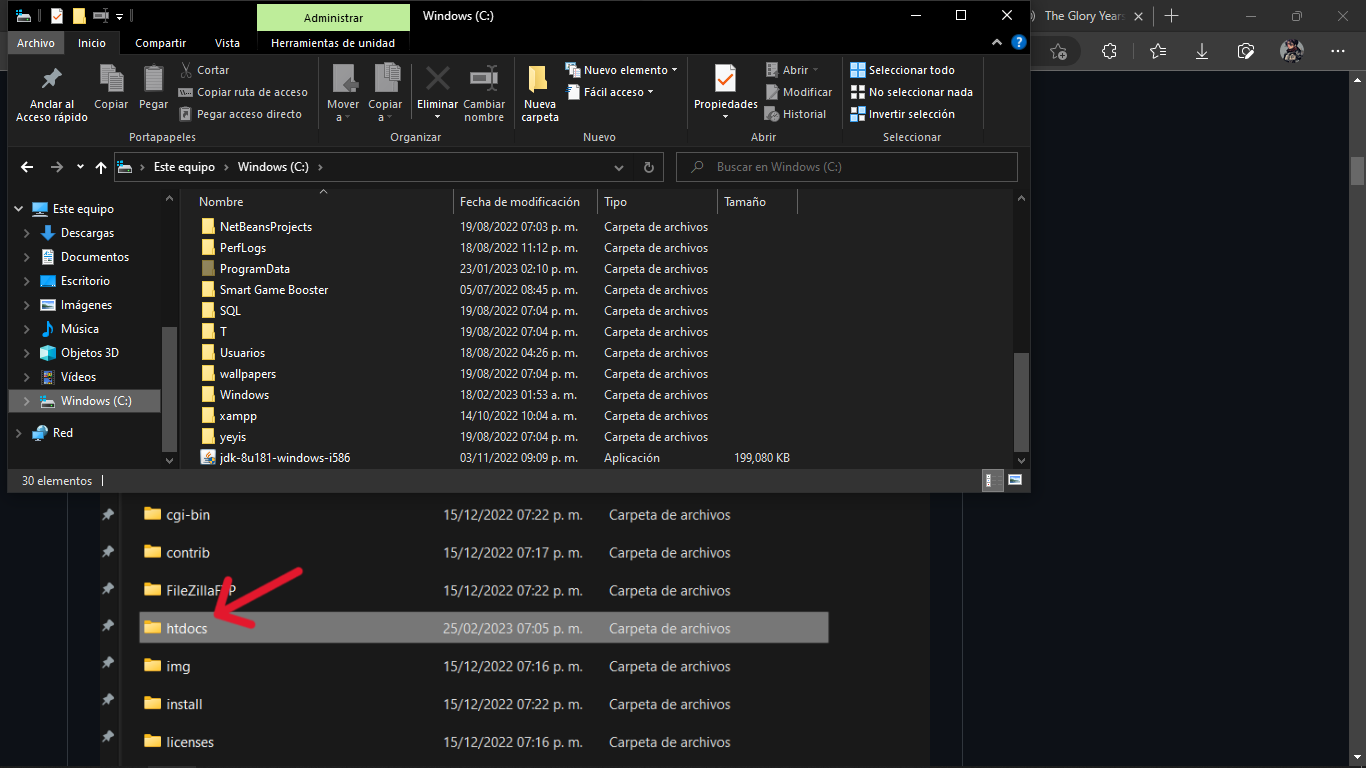 Administrar
Windows (C:)
The Glory Years
Archivo
Inicio
Compartir
Vista
Herramientas de unidad
Anclar al
Acceso rápido
Copiar
Pegar
Cortar
Copiar ruta de acceso
Pegar acceso directo
Portapapeles
Mover
a
Copiar
a
Eliminar
Cambiar
nombre
Organizar
Nueva
carpeta
Nuevo elemento
Fácil acceso
Nuevo
Propiedades
Abrir
Modificar
Historial
Abrir
Seleccionar todo
No seleccionar nada
Invertir selección
Seleccionar
Este equipo
Windows (C:)
Buscar en Windows (C:)
Este equipo
Descargas
Documentos
Escritorio
Imágenes
Música
Objetos 3D
Vídeos
Windows (C:)
Red
Nombre Fecha de modificación Tipo Tamaño
NetBeansProjects 19/08/2022 07:03 p. m. Carpeta de archivos
PerfLogs 18/08/2022 11:12 p. m. Carpeta de archivos
ProgramData 23/01/2023 02:10 p. m. Carpeta de archivos
Smart Game Booster 05/07/2022 08:45 p. m. Carpeta de archivos
SQL 19/08/2022 07:04 p. m. Carpeta de archivos
T 19/08/2022 07:04 p. m. Carpeta de archivos
Usuarios 18/08/2022 04:26 p. m. Carpeta de archivos
wallpapers 19/08/2022 07:04 p. m. Carpeta de archivos
Windows 18/02/2023 01:53 a. m. Carpeta de archivos
xampp 14/10/2022 10:04 a. m. Carpeta de archivos
yeyis 19/08/2022 07:04 p. m. Carpeta de archivos
jdk-8u181-windows-i586 03/11/2022 09:09 p. m. Aplicación 199,080 KB
30 elementos
cgi-bin 15/12/2022 07:22 p. m. Carpeta de archivos
contrib 15/12/2022 07:17 p. m. Carpeta de archivos
15/12/2022 07:22 p. m. Carpeta de archivos
htdocs 25/02/2023 07:05 p. m. Carpeta de archivos
img 15/12/2022 07:16 p. m. Carpeta de archivos
install 15/12/2022 07:22 p. m. Carpeta de archivos
licenses 15/12/2022 07:16 p. m. Carpeta de archivos